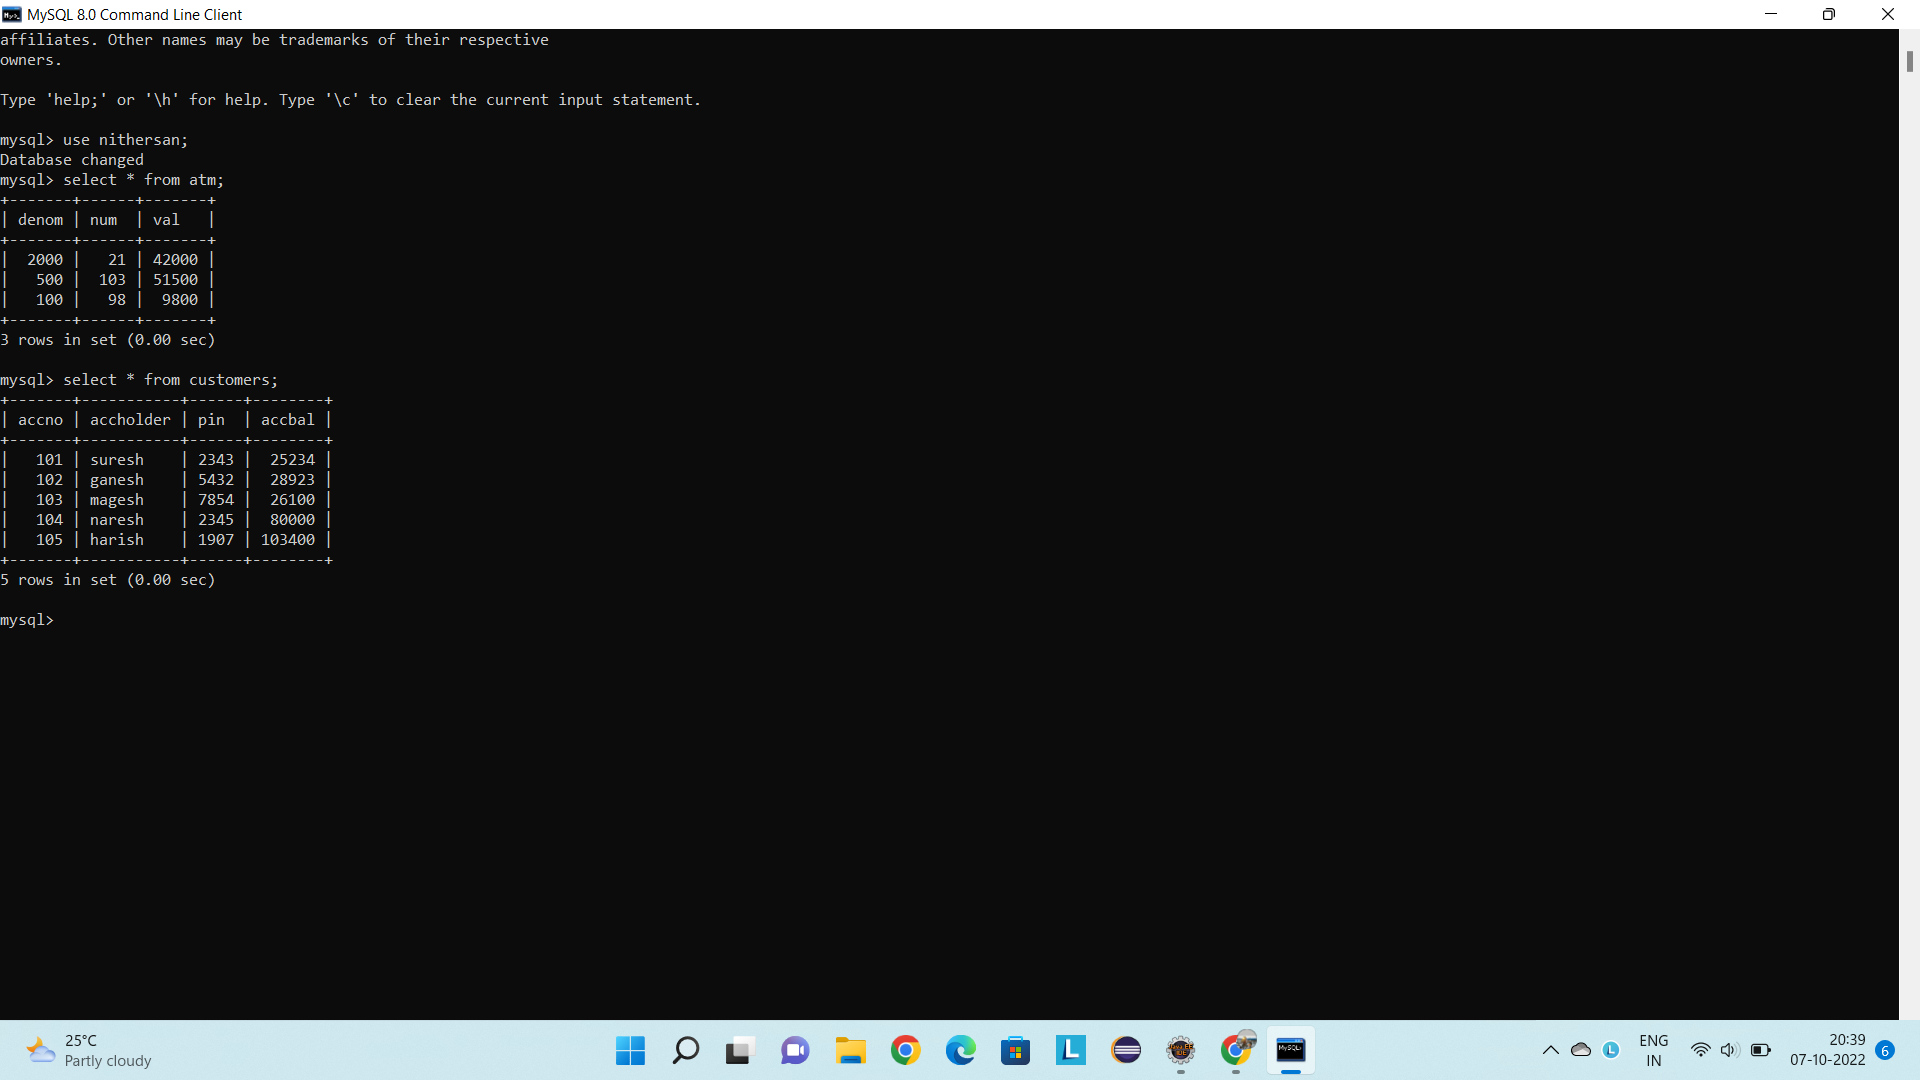 MySQL 8.0 Command Line Client
affiliates. Other names may be trademarks of their respective
owners.
Type 'help;' or '\h' for help. Type '\c' to clear the current input statement.
mysql> use nithersan;
Database changed
mysql> select * from atm;
+-------+------+-------+
| denom | num  | val   |
+-------+------+-------+
|  2000 |   21 | 42000 |
|   500 |  103 | 51500 |
|   100 |   98 |  9800 |
+-------+------+-------+
3 rows in set (0.00 sec)
mysql> select * from customers;
+-------+-----------+------+--------+
| accno | accholder | pin  | accbal |
+-------+-----------+------+--------+
|   101 | suresh    | 2343 |  25234 |
|   102 | ganesh    | 5432 |  28923 |
|   103 | magesh    | 7854 |  26100 |
|   104 | naresh    | 2345 |  80000 |
|   105 | harish    | 1907 | 103400 |
+-------+-----------+------+--------+
5 rows in set (0.00 sec)
mysql>
25°C
Partly cloudy
ENG
IN
20:39
07-10-2022
6